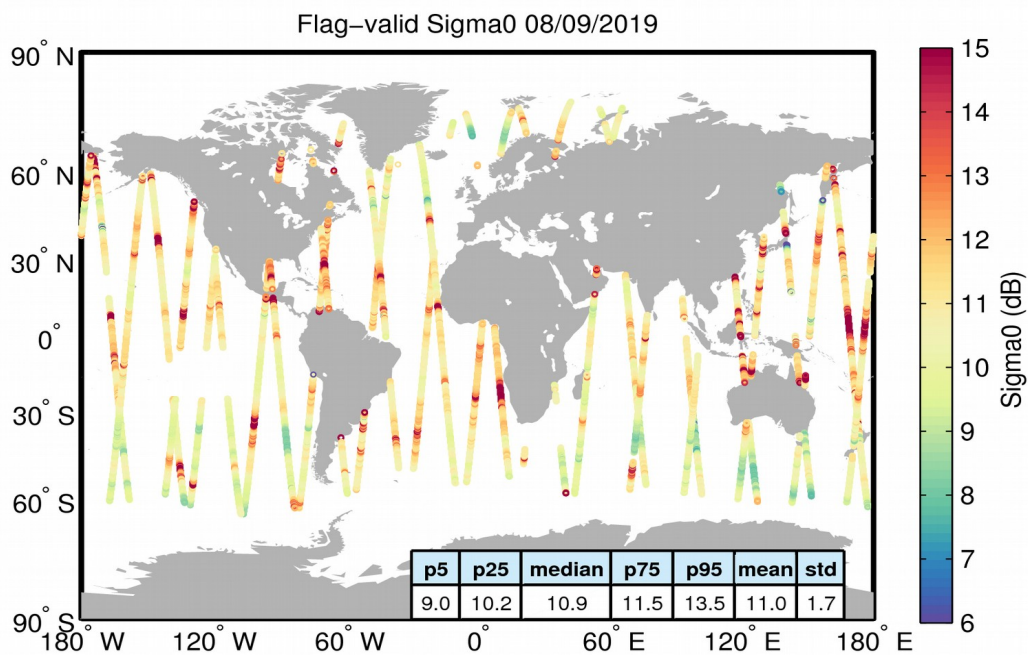 Flag−valid Sigma0 08/09/2019
90° N
60° N
30° N
0°
30° S
60° S
90° S
180° W
120° W
60° W
0°
60° E
120° E
180° E
15
14
13
12
11
10
9
8
7
6
Sigma0 (dB)
p5 p25 median p75 p95 mean std
9.0 10.2 10.9 11.5 13.5 11.0 1.7